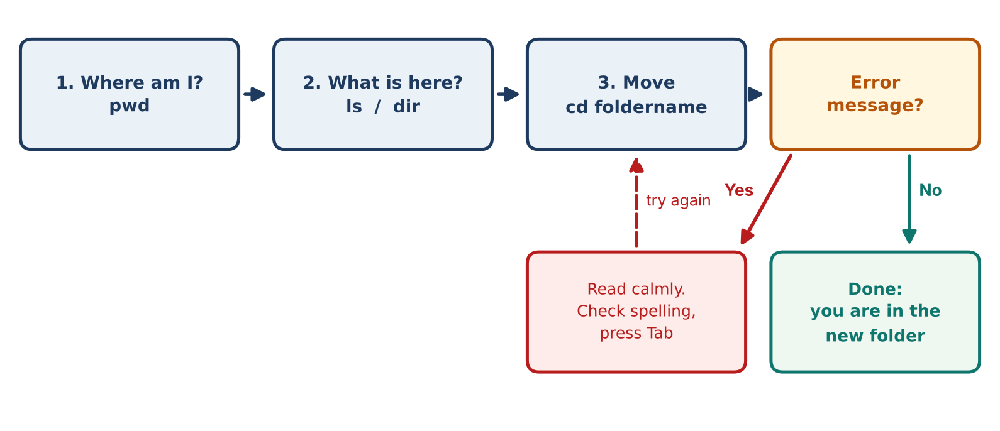 1. Where am I?
pwd
2. What is here?
ls / dir
3. Move
cd foldername
Error
message?
Yes
No
try again
Read calmly.
Check spelling,
press Tab
Done:
you are in the
new folder